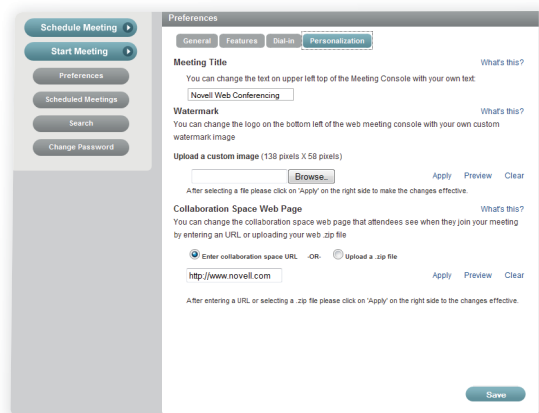 Schedule Meeting
Start Meeting
Preferences
Scheduled Meetings
Search
Change Password
Preferences
General Features Dial-in Personalization
Meeting Title What's this?
You can change the text on upper left top of the Meeting Console with your own text:
Novell Web Conferencing
Watermark What's this?
You can change the logo on the bottom left of the web meeting console with your own custom
watermark image
Upload a custom image (138 pixels X 58 pixels)
Browse.. Apply Preview Clear
After selecting a file please click on 'Apply' on the right side to make the changes effective.
Collaboration Space Web Page What's this?
You can change the collaboration space web page that attendees see when they join your meeting
by entering an URL or uploading your web .zip file
Enter collaboration space URL -OR- Upload a .zip file
http://www.novell.com Apply Preview Clear
After entering a URL or selecting a .zip file please click on 'Apply' on the right side to the changes effective.
Save